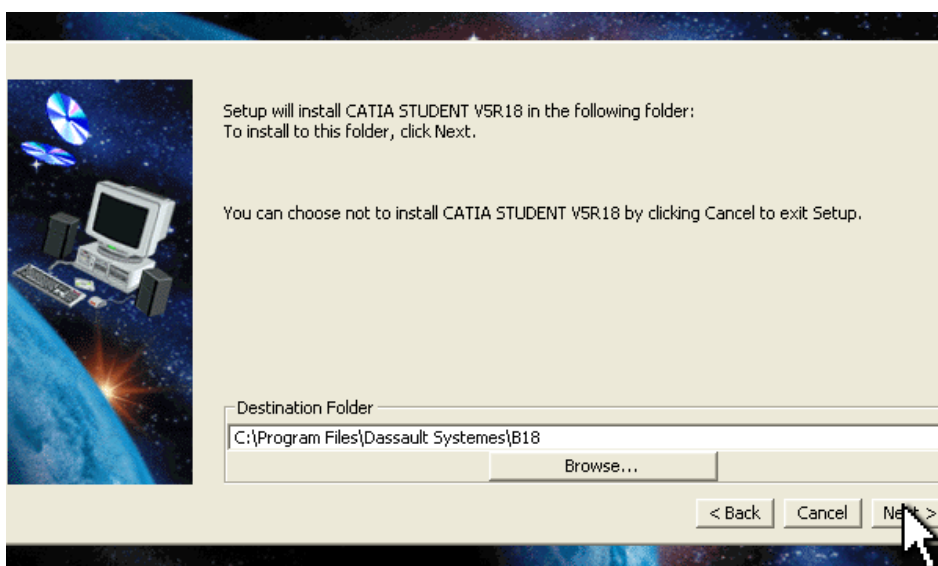 Setup will install CATIA STUDENT V5R18 in the following folder:
To install to this folder, click Next.
You can choose not to install CATIA STUDENT V5R18 by clicking Cancel to exit Setup.
Destination Folder
C:\Program Files\Dassault Systemes\B18
Browse...
< Back Cancel Next >